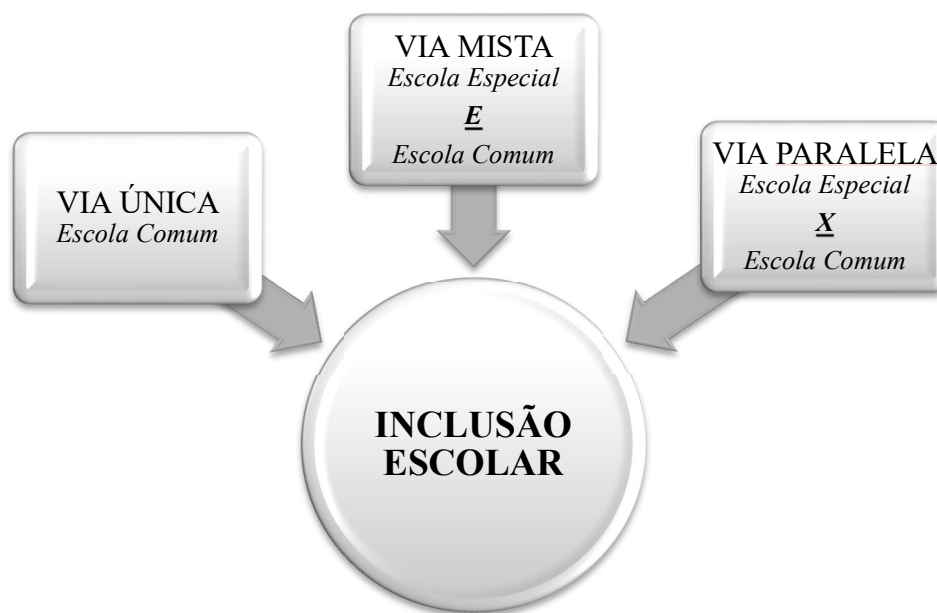 VIA ÚNICA
Escola Comum
VIA MISTA
Escola Especial
E
Escola Comum
VIA PARALELA
Escola Especial
X
Escola Comum
INCLUSÃO
ESCOLAR